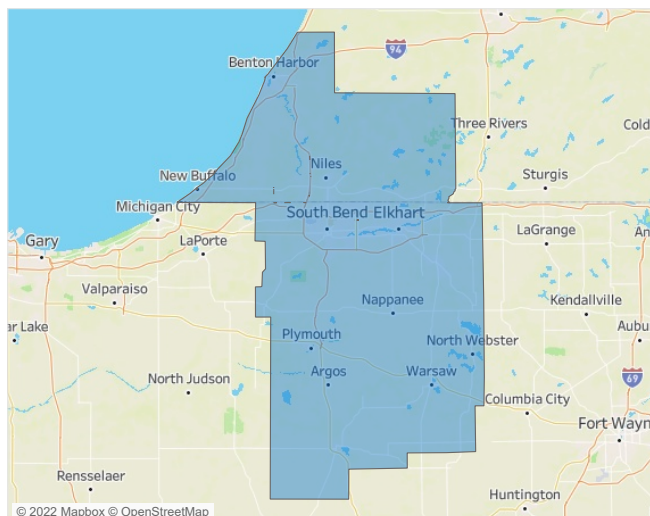 94
Benton Harbor
Three Rivers
Cold
Niles
New Buffalo
Sturgis
Michigan City
South Bend Elkhart
Gary
LaPorte
LaGrange
An
Valparaiso
Nappanee
Kendallville
ar Lake
Plymouth
North Webster
Aubu
North Judson
Argos
Warsaw
69
Columbia City
Fort Wayn
Rensselaer
Huntington
© 2022 Mapbox © OpenStreetMap